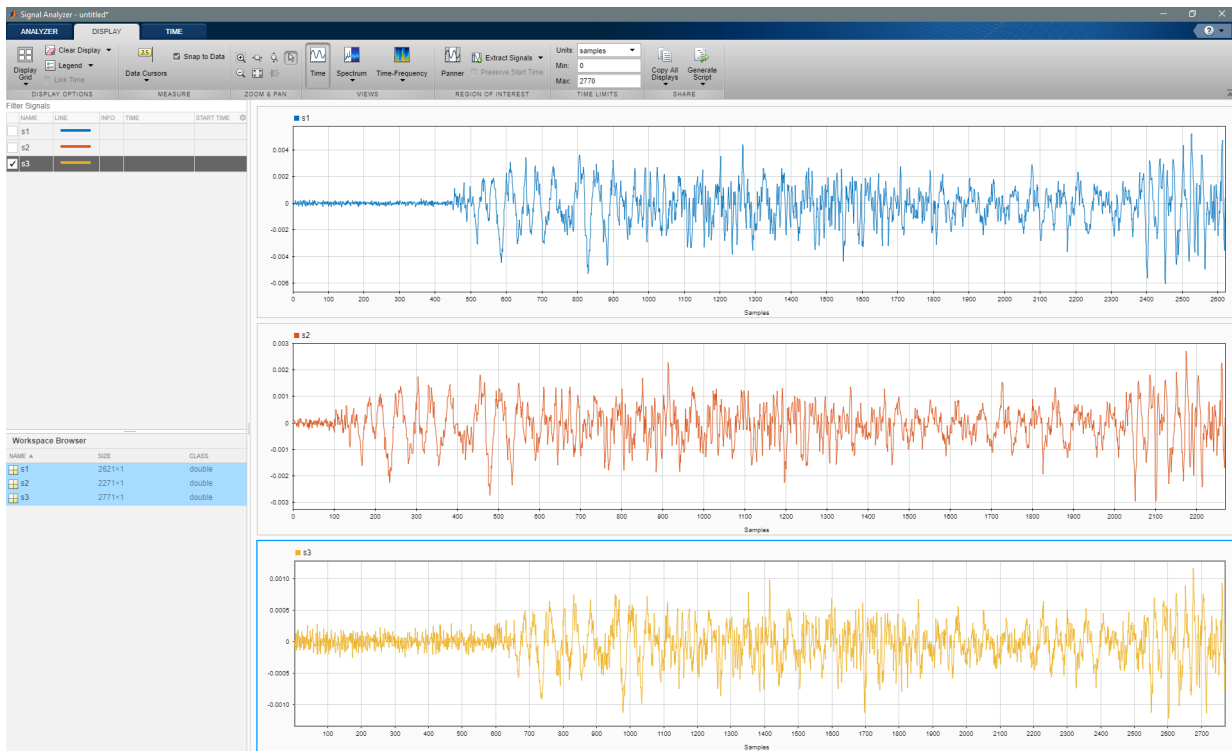 Signal Analyzer - untitled*
ANALYZER DISPLAY TIME
Display Grid
Clear Display
Legend
Link Time
DISPLAY OPTIONS
Data Cursors
Snap to Data
MEASURE
ZOOM & PAN
Time
Spectrum
Time-Frequency
VIEWS
Panner
Extract Signals
Preserve Start Time
REGION OF INTEREST
Units: samples
Min: 0
Max: 2770
TIME LIMITS
Copy All Displays
Generate Script
SHARE
Filter Signals
NAME LINE INFO TIME START TIME
s1
s2
s3
Workspace Browser
NAME SIZE CLASS
s1 2621×1 double
s2 2271×1 double
s3 2771×1 double
s1
0.004
0.002
0
-0.002
-0.004
-0.006
0 100 200 300 400 500 600 700 800 900 1000 1100 1200 1300 1400 1500 1600 1700 1800 1900 2000 2100 2200 2300 2400 2500 2600
Samples
s2
0.003
0.002
0.001
0
-0.001
-0.002
-0.003
0 100 200 300 400 500 600 700 800 900 1000 1100 1200 1300 1400 1500 1600 1700 1800 1900 2000 2100 2200
Samples
s3
0.0010
0.0005
0
-0.0005
-0.0010
100 200 300 400 500 600 700 800 900 1000 1100 1200 1300 1400 1500 1600 1700 1800 1900 2000 2100 2200 2300 2400 2500 2600 2700
Samples